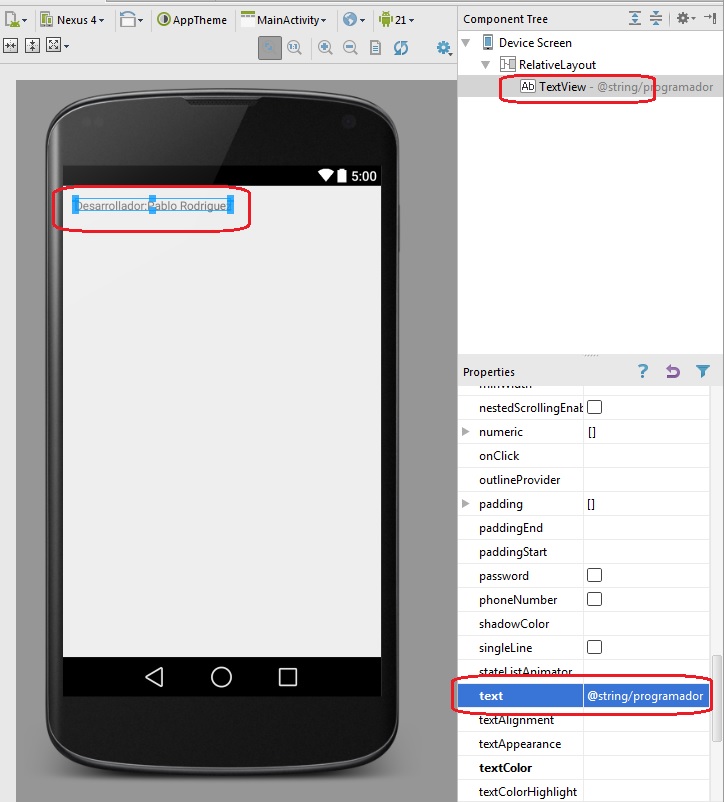 Nexus 4
AppTheme
MainActivity
21
1:1
5:00
Desarrollador:Pablo Rodriguez
Component Tree
Device Screen
RelativeLayout
Ab TextView - @string/programador
Properties
?
minWidth
nestedScrollingEnab
numeric []
onClick
outlineProvider
padding []
paddingEnd
paddingStart
password
phoneNumber
shadowColor
singleLine
stateListAnimator
text @string/programador
textAlignment
textAppearance
textColor
textColorHighlight